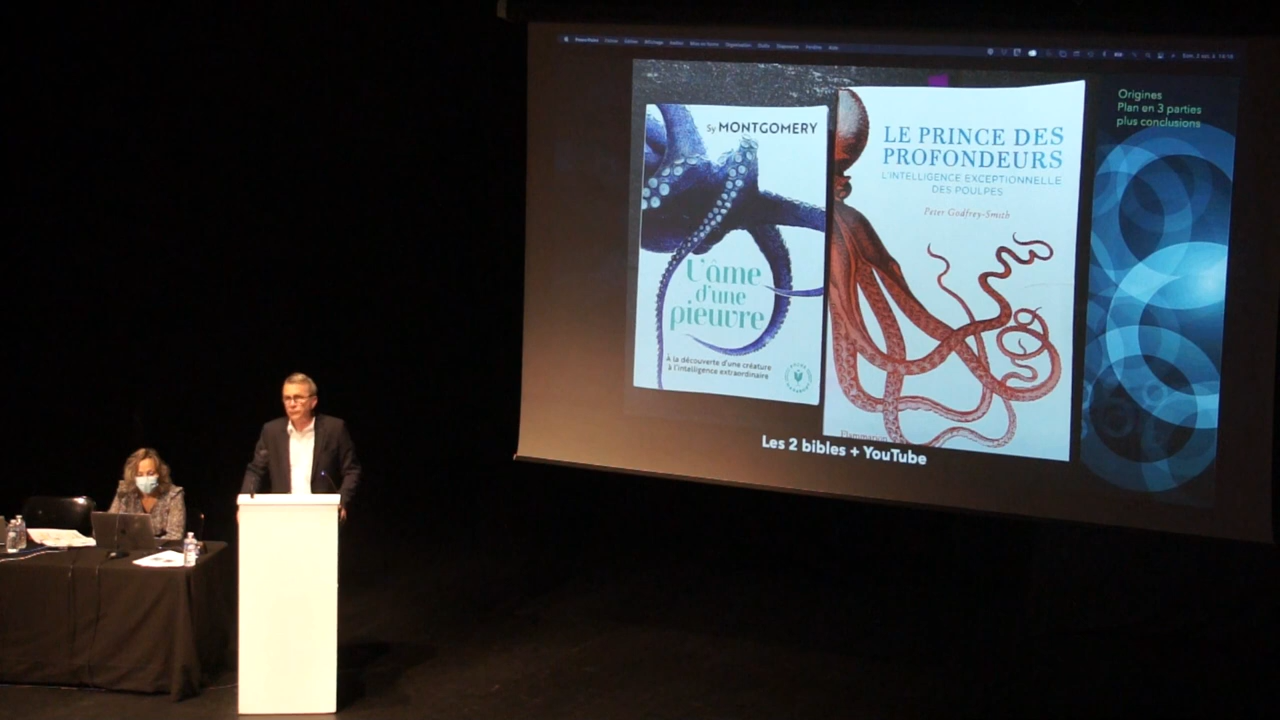 Sy MONTGOMERY
L'âme
d'une
pieuvre
À la découverte d'une créature
à l'intelligence extraordinaire
LE PRINCE DES
PROFONDEURS
L'INTELLIGENCE EXCEPTIONNELLE
DES POULPES
Peter Godfrey-Smith
Flammarion
Les 2 bibles + YouTube
Origines
Plan en 3 parties
plus conclusions